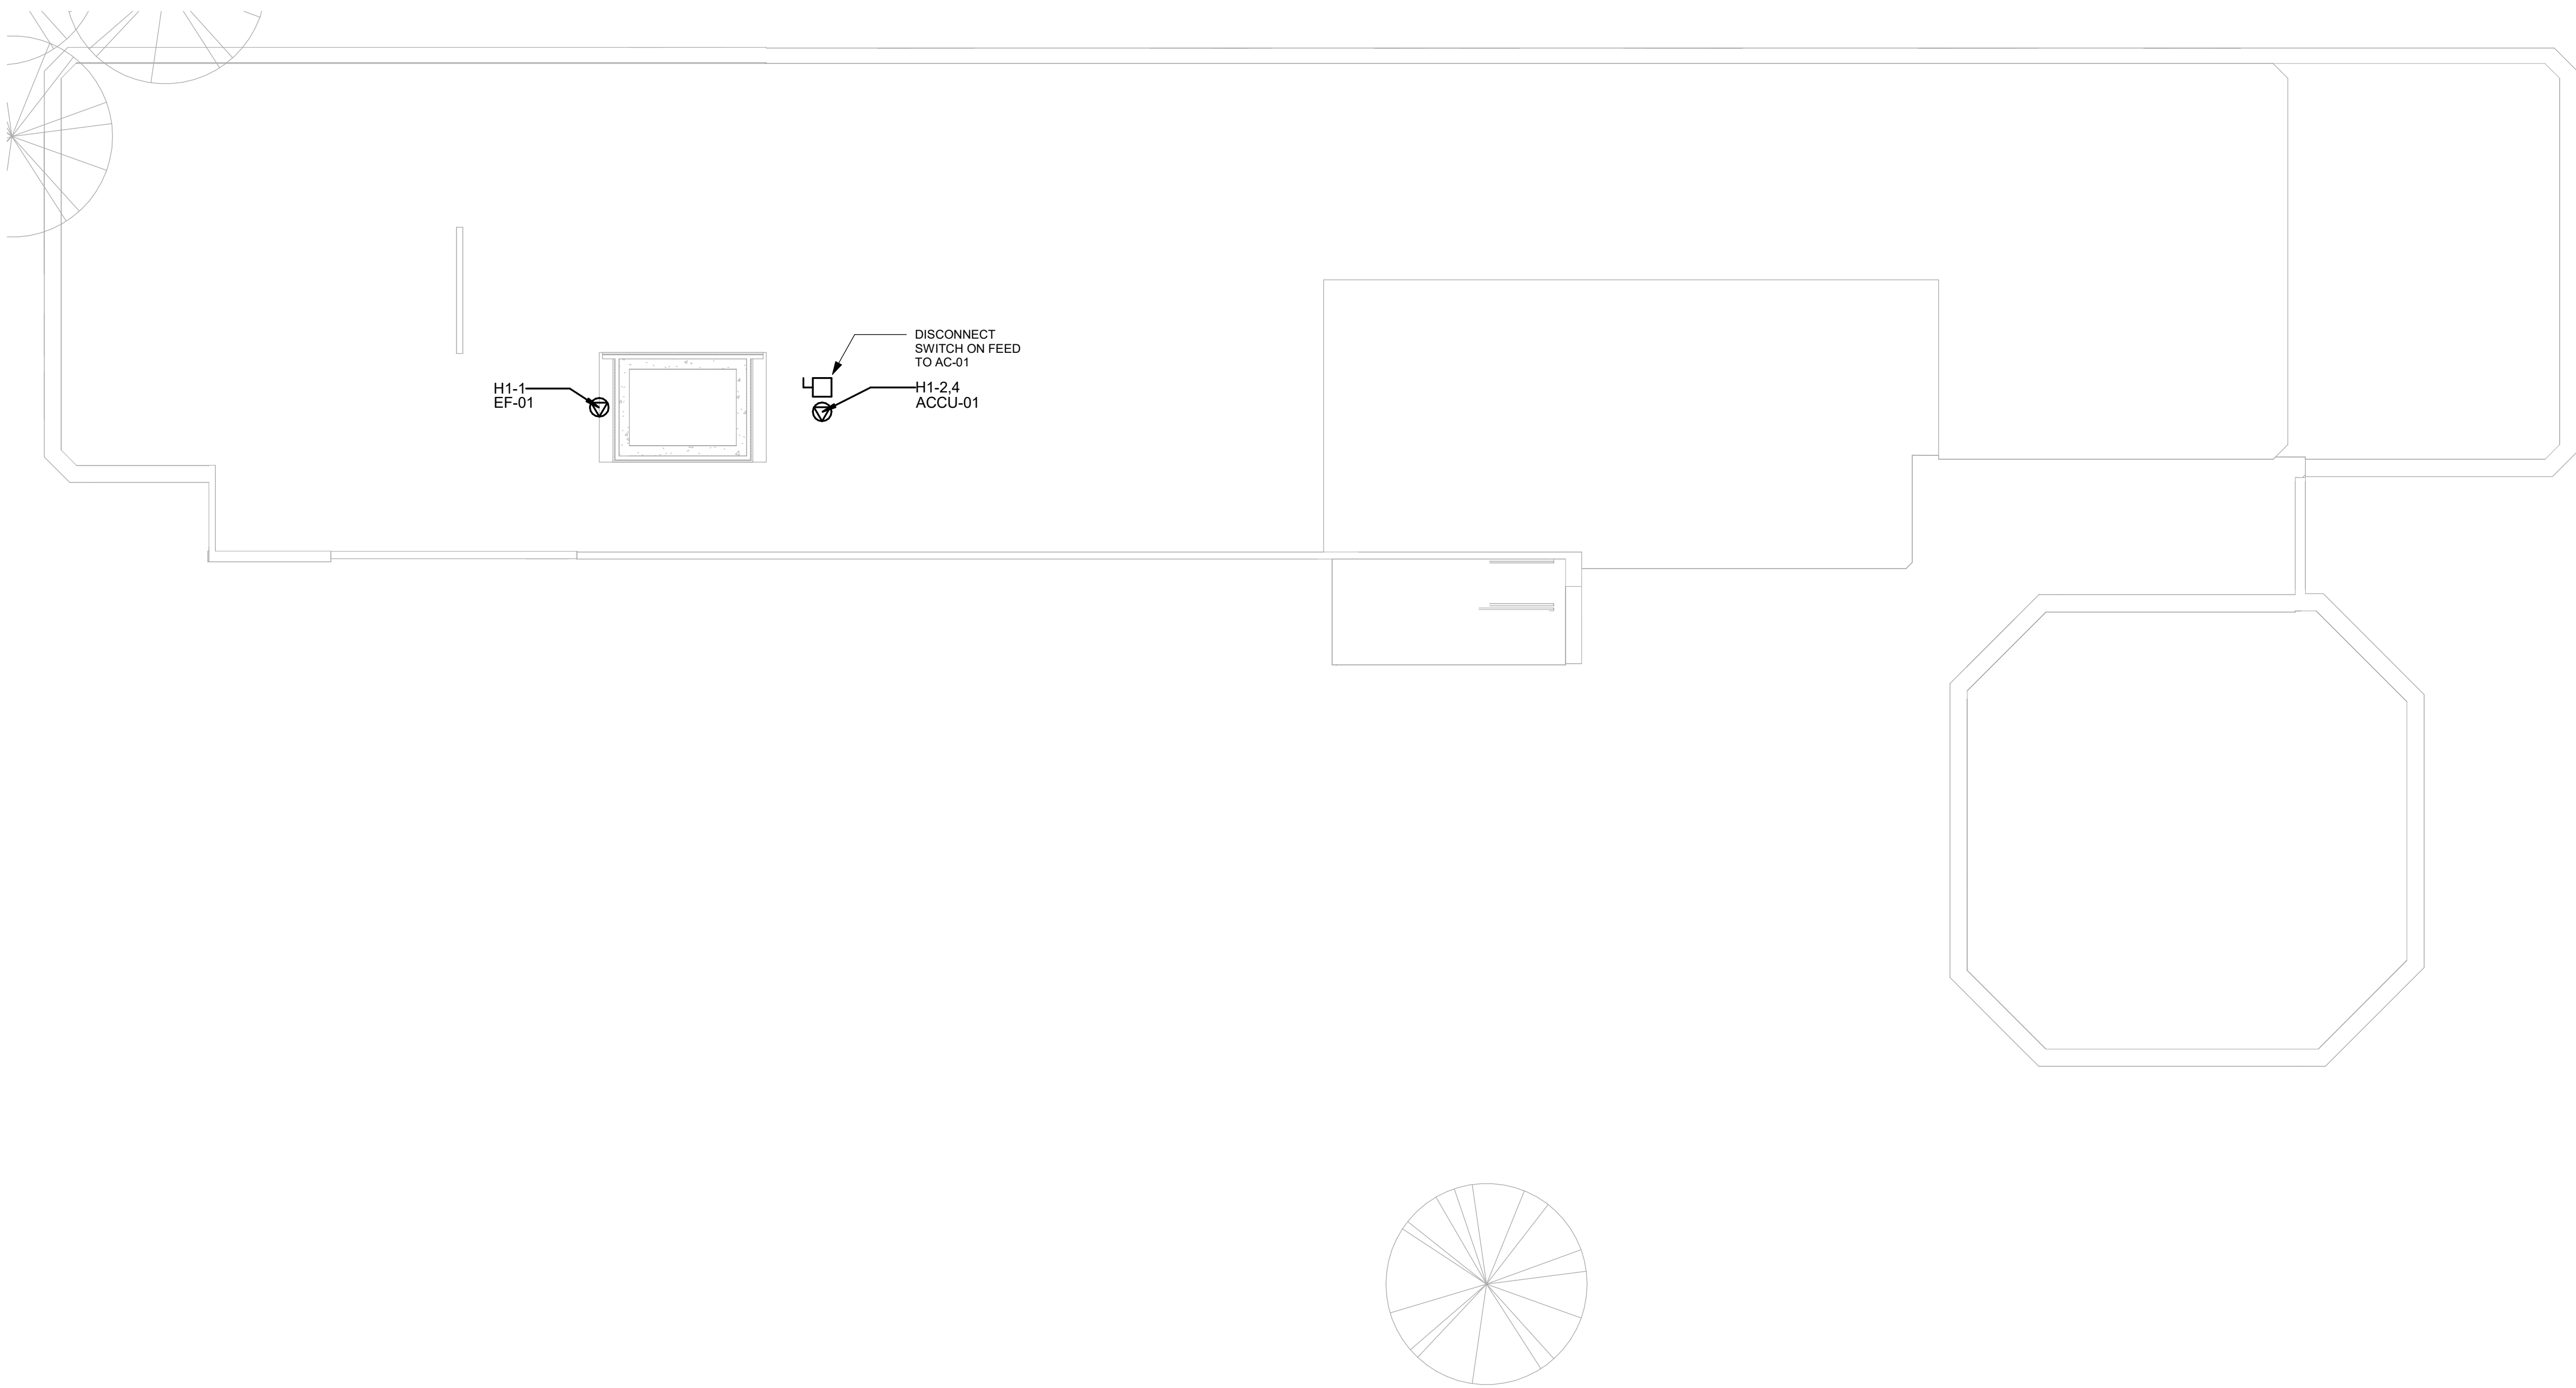 DISCONNECT
SWITCH ON FEED
TO AC-01
H1-1
EF-01
H1-2,4
ACCU-01